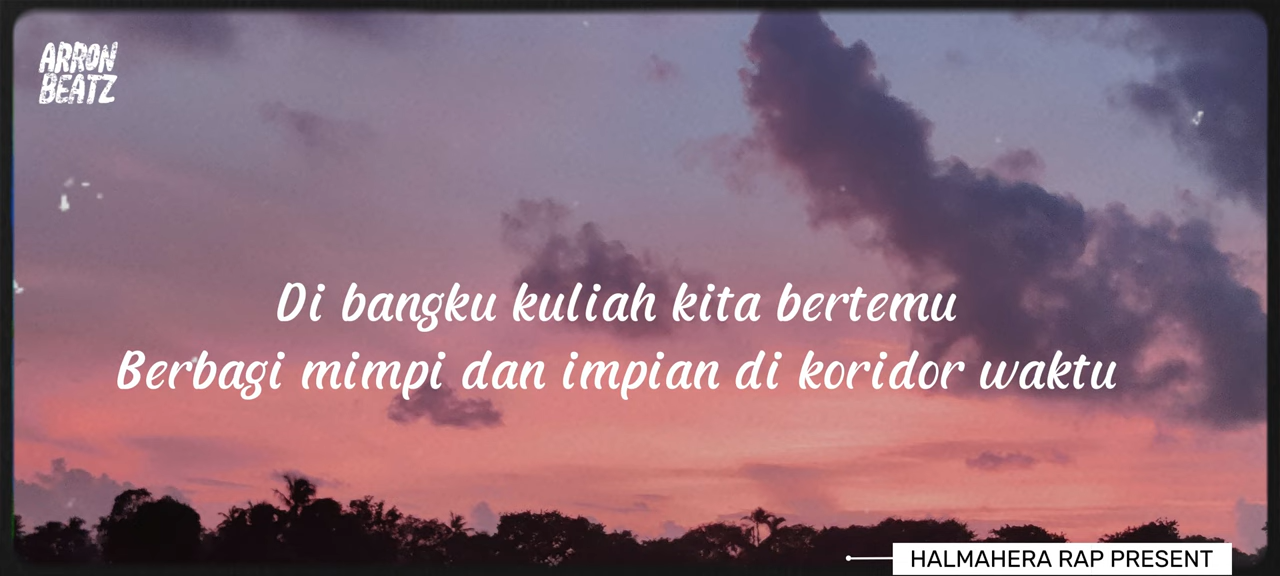 ARRON
BEATZ
Di bangku kuliah kita bertemu
Berbagi mimpi dan impian di koridor waktu
HALMAHERA RAP PRESENT